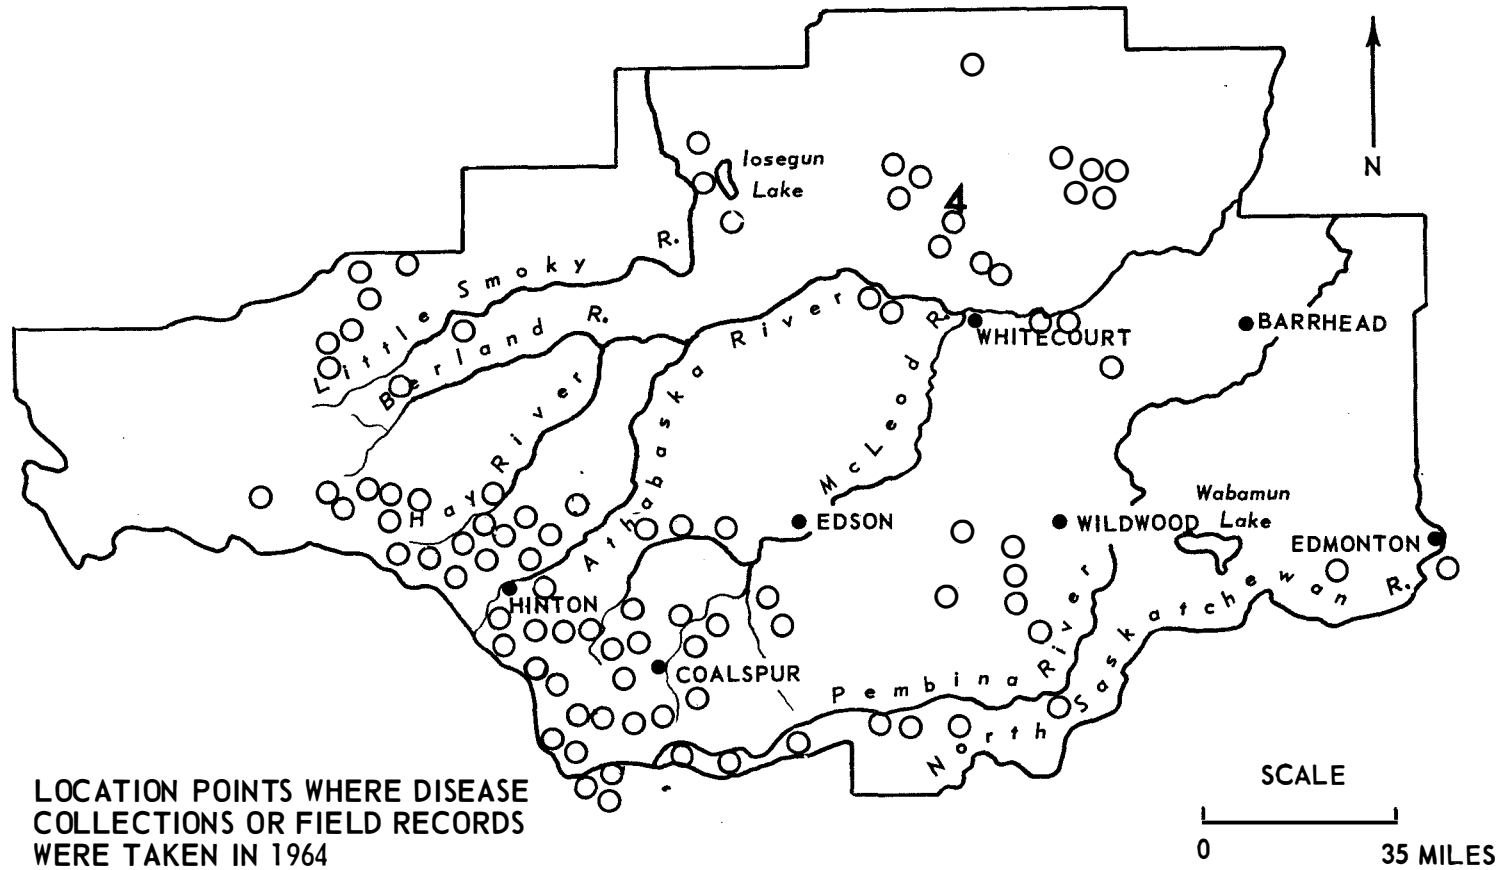 N
Iosegun
Lake
4
Little Smoky R.
Berland R.
Athabaska River
Hay River
McLeod R.
WHITECOURT
BARRHEAD
EDSON
WILDWOOD
Wabamun
Lake
EDMONTON
HINTON
COALSPUR
Pembina River
North Saskatchewan R.
LOCATION POINTS WHERE DISEASE
COLLECTIONS OR FIELD RECORDS
WERE TAKEN IN 1964
SCALE
0 35 MILES